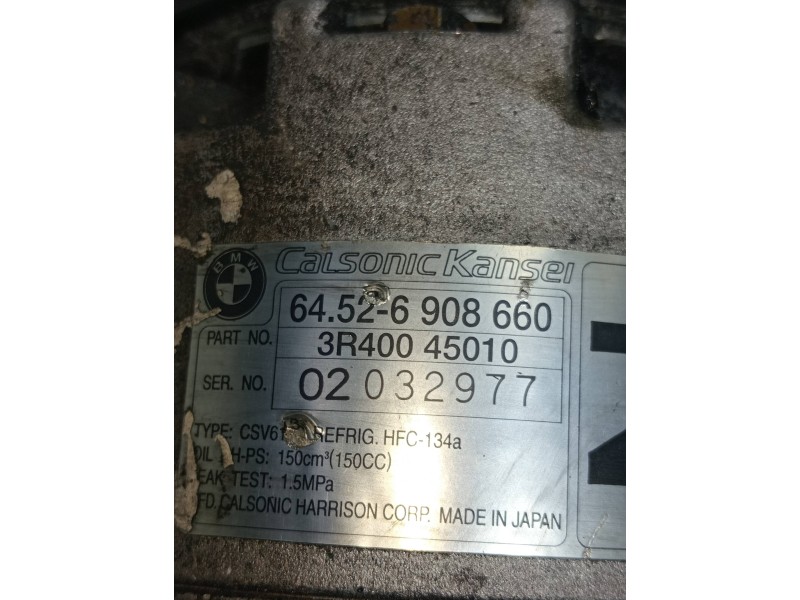 BMW CALSONIC KANSEI
64.52-6 908 660
PART NO. 3R400 45010
SER. NO. 02 032977
TYPE: REFRIG. HFC-134a
150cm³(150CC)
TEST: 1.5MPa
CALSONIC HARRISON CORP. MADE IN JAPAN